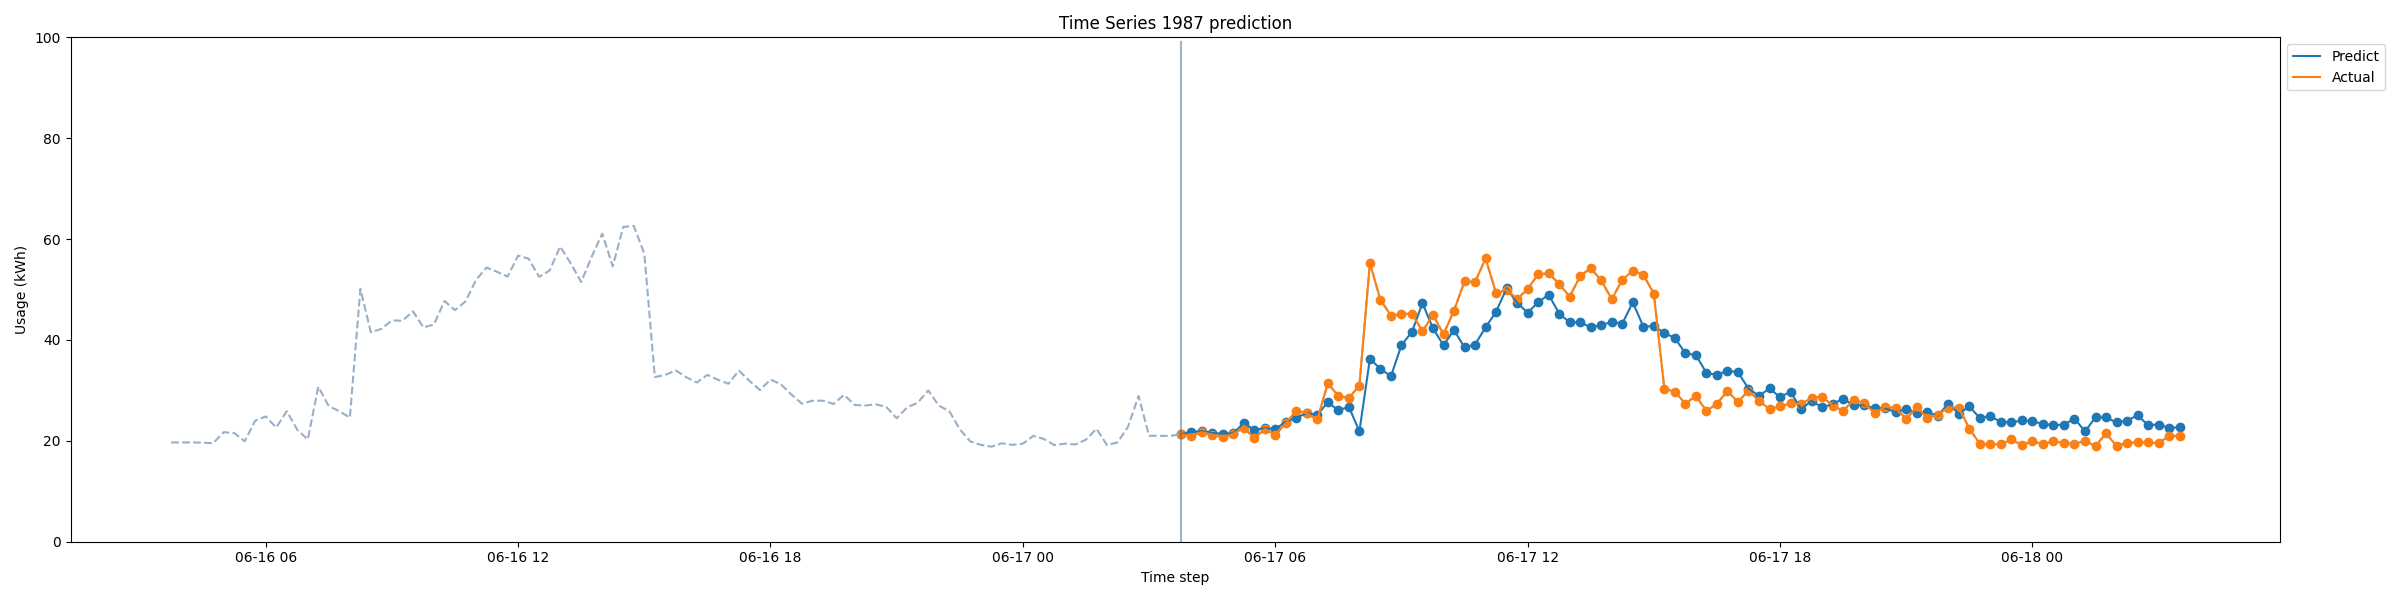 Time Series 1987 prediction
Predict
Actual
Usage (kWh)
100
80
60
40
20
0
06-16 06
06-16 12
06-16 18
06-17 00
06-17 06
06-17 12
06-17 18
06-18 00
Time step